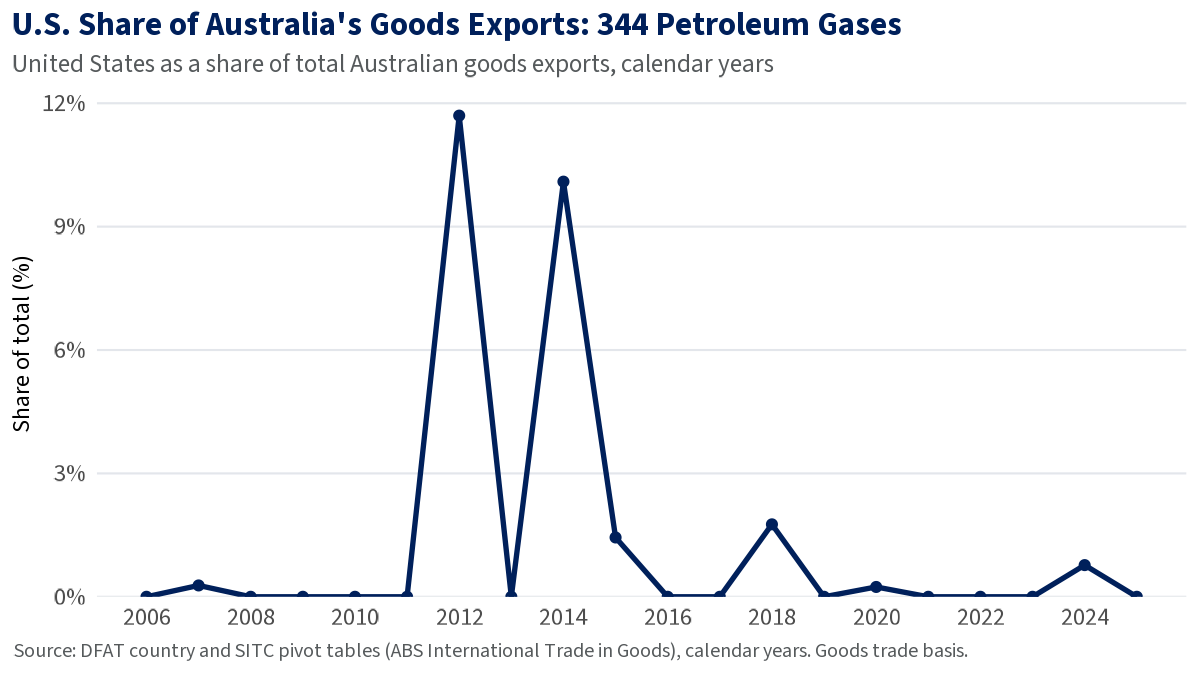 U.S. Share of Australia's Goods Exports: 344 Petroleum Gases
United States as a share of total Australian goods exports, calendar years
12%
9%
6%
3%
0%
Share of total (%)
2006 2008 2010 2012 2014 2016 2018 2020 2022 2024
Source: DFAT country and SITC pivot tables (ABS International Trade in Goods), calendar years. Goods trade basis.